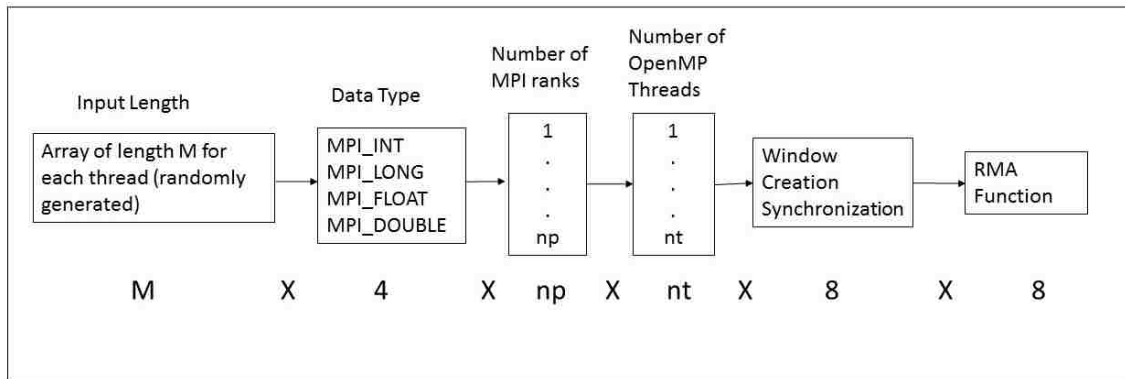 Input Length
Array of length M for
each thread (randomly
generated)
Data Type
MPI_INT
MPI_LONG
MPI_FLOAT
MPI_DOUBLE
Number of
MPI ranks
1
.
.
.
np
Number of
OpenMP
Threads
1
.
.
.
nt
Window
Creation
Synchronization
RMA
Function
M X 4 X np X nt X 8 X 8